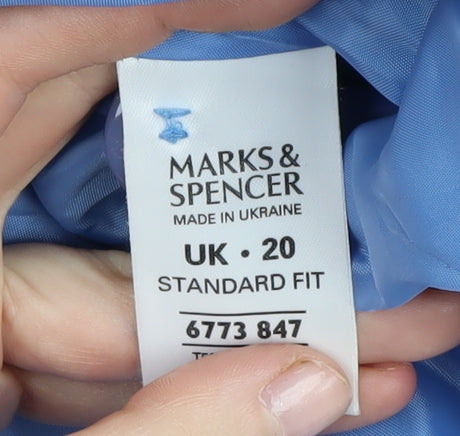 MARKS &
SPENCER
MADE IN UKRAINE
UK • 20
STANDARD FIT
6773 847